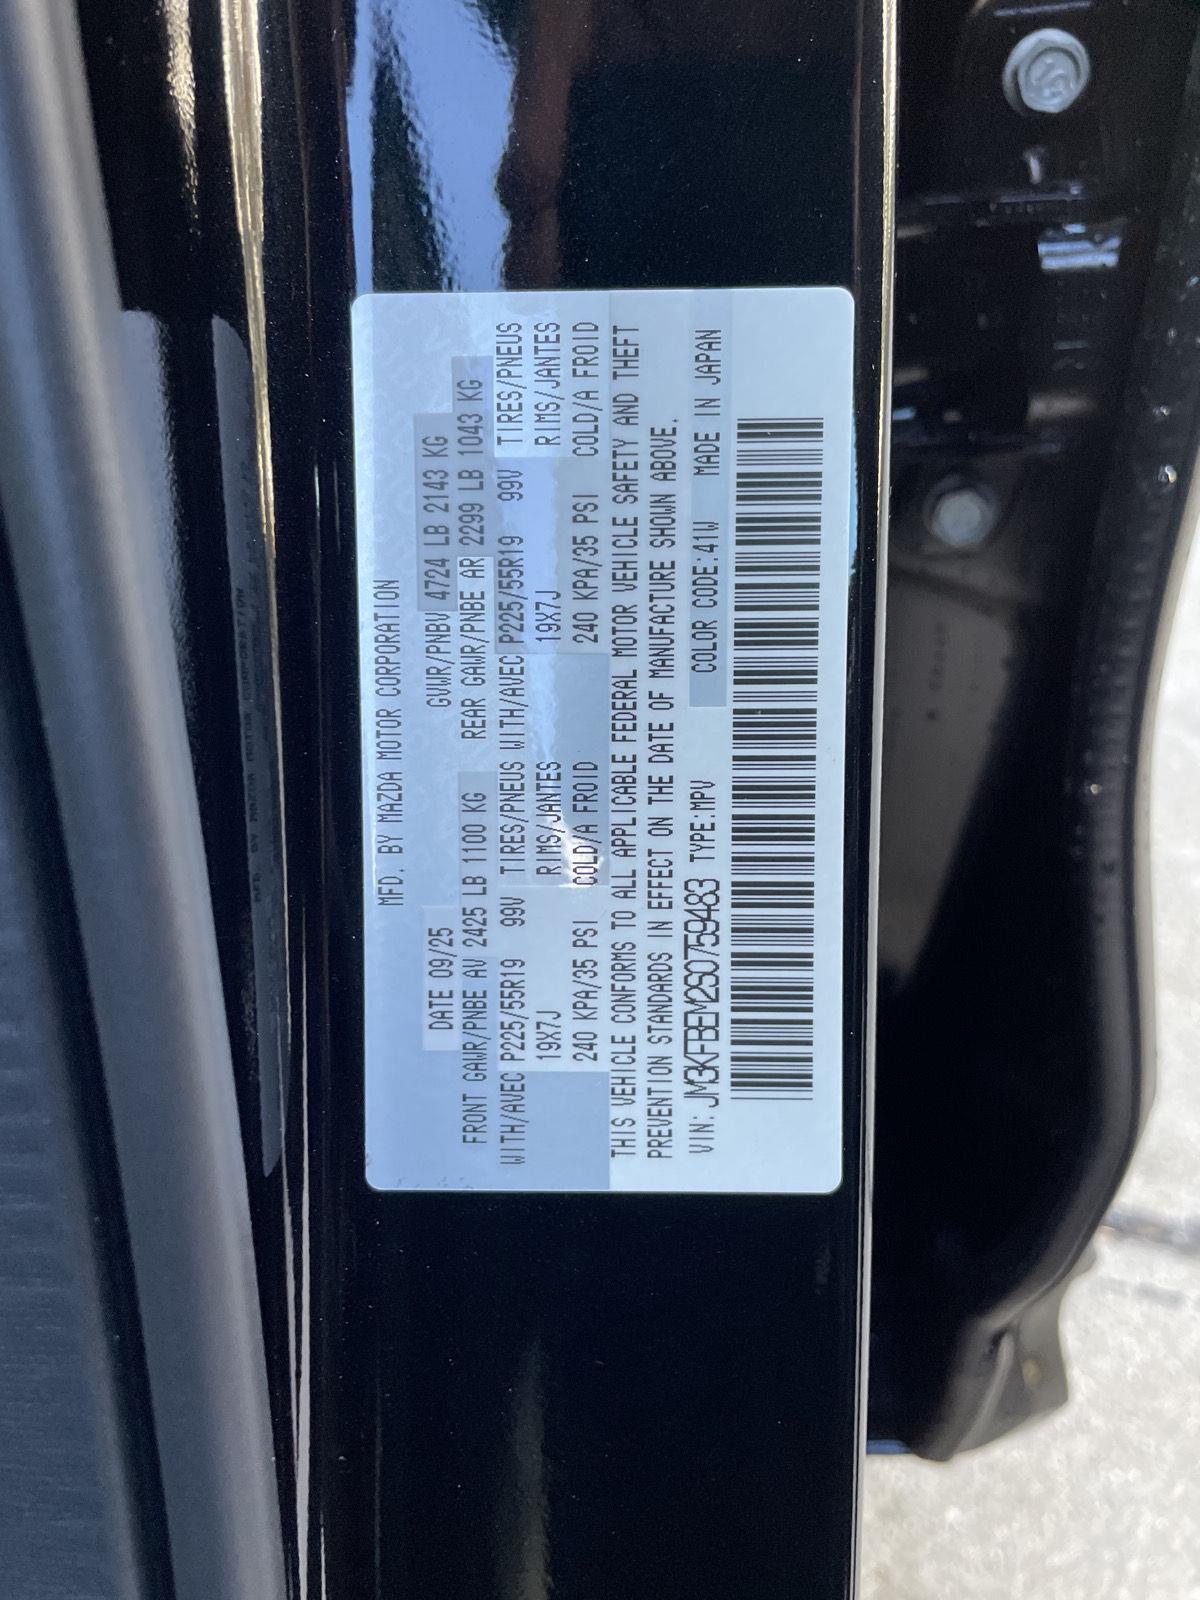 MFD. BY MAZDA MOTOR CORPORATION
DATE 09/25 GVWR/PNBV 4724 LB 2143 KG
FRONT GAWR/PNBE AV 2425 LB 1100 KG REAR GAWR/PNBE AR 2299 LB 1043 KG
WITH/AVEC P225/55R19 99V TIRES/PNEUS WITH/AVEC P225/55R19 99V TIRES/PNEUS
19X7J RIMS/JANTES 19X7J RIMS/JANTES
240 KPA/35 PSI COLD/A FROID 240 KPA/35 PSI COLD/A FROID
THIS VEHICLE CONFORMS TO ALL APPLICABLE FEDERAL MOTOR VEHICLE SAFETY AND THEFT
PREVENTION STANDARDS IN EFFECT ON THE DATE OF MANUFACTURE SHOWN ABOVE.
VIN: JM3KFBEM2S0759483 TYPE:MPV COLOR CODE:41W MADE IN JAPAN